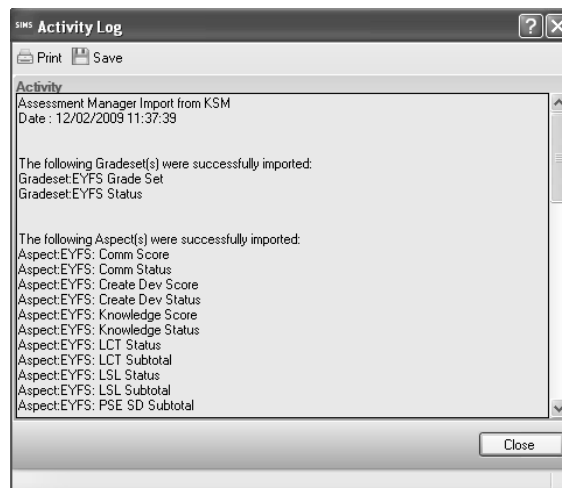 SIMS Activity Log
Print Save
Activity
Assessment Manager Import from KSM
Date : 12/02/2009 11:37:39
The following Gradeset(s) were successfully imported:
Gradeset:EYFS Grade Set
Gradeset:EYFS Status
The following Aspect(s) were successfully imported:
Aspect:EYFS: Comm Score
Aspect:EYFS: Comm Status
Aspect:EYFS: Create Dev Score
Aspect:EYFS: Create Dev Status
Aspect:EYFS: Knowledge Score
Aspect:EYFS: Knowledge Status
Aspect:EYFS: LCT Status
Aspect:EYFS: LCT Subtotal
Aspect:EYFS: LSL Status
Aspect:EYFS: LSL Subtotal
Aspect:EYFS: PSE SD Subtotal
Close